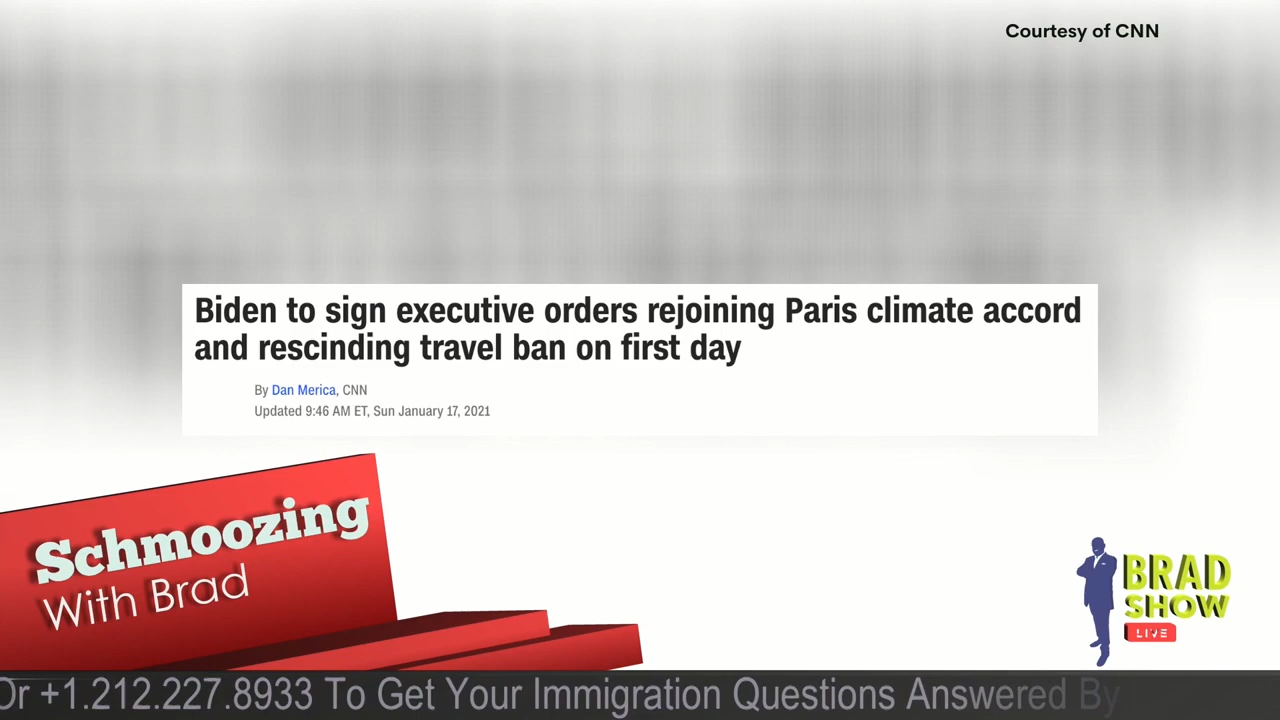 Courtesy of CNN
Biden to sign executive orders rejoining Paris climate accord
and rescinding travel ban on first day
By Dan Merica, CNN
Updated 9:46 AM ET, Sun January 17, 2021
Schmoozing
With Brad
BRAD
SHOW
LIVE
Or +1.212.227.8933 To Get Your Immigration Questions Answered By